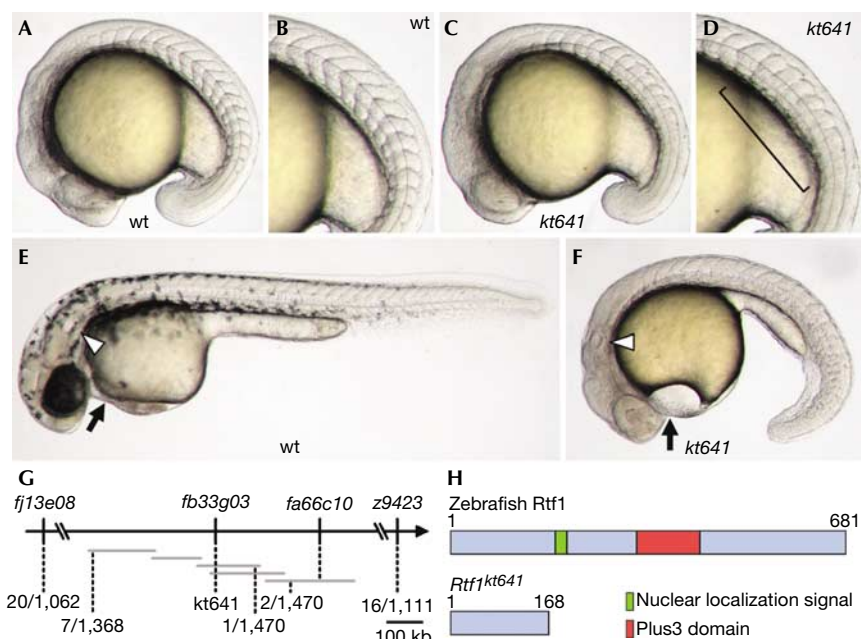 A B wt C D kt641
wt kt641
E F
wt kt641
G H
fj13e08 fb33g03 fa66c10 z9423
20/1,062 kt641 2/1,470 16/1,111
7/1,368 1/1,470 100 kb
Zebrafish Rtf1
1 681
Rtf1kt641
1 168
Nuclear localization signal
Plus3 domain